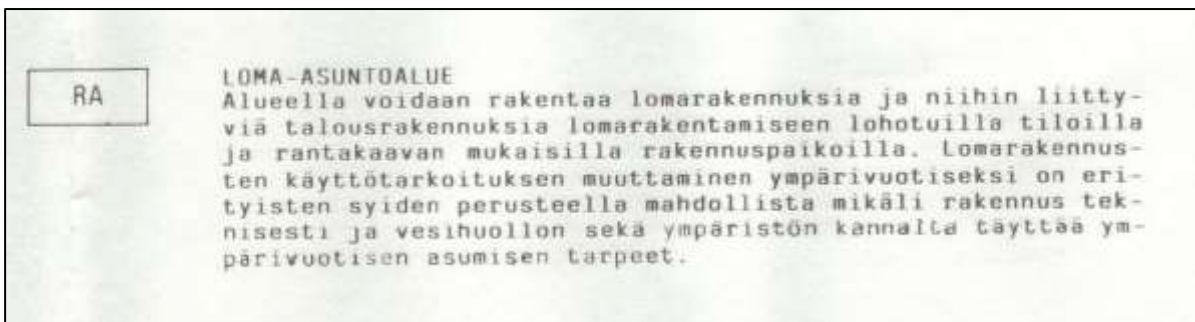 RA
LOMA-ASUNTOALUE
Alueella voidaan rakentaa lomarakennuksia ja niihin liitty-
viä talousrakennuksia lomarakentamiseen lohotuilla tiloilla
ja rantakaavan mukaisilla rakennuspaikoilla. Lomarakennus-
ten käyttötarkoituksen muuttaminen ympärivuotiseksi on eri-
tyisten syiden perusteella mahdollista mikäli rakennus tek-
nisesti ja vesihuollon sekä ympäristön kannalta täyttää ym-
pärivuotisen asumisen tarpeet.